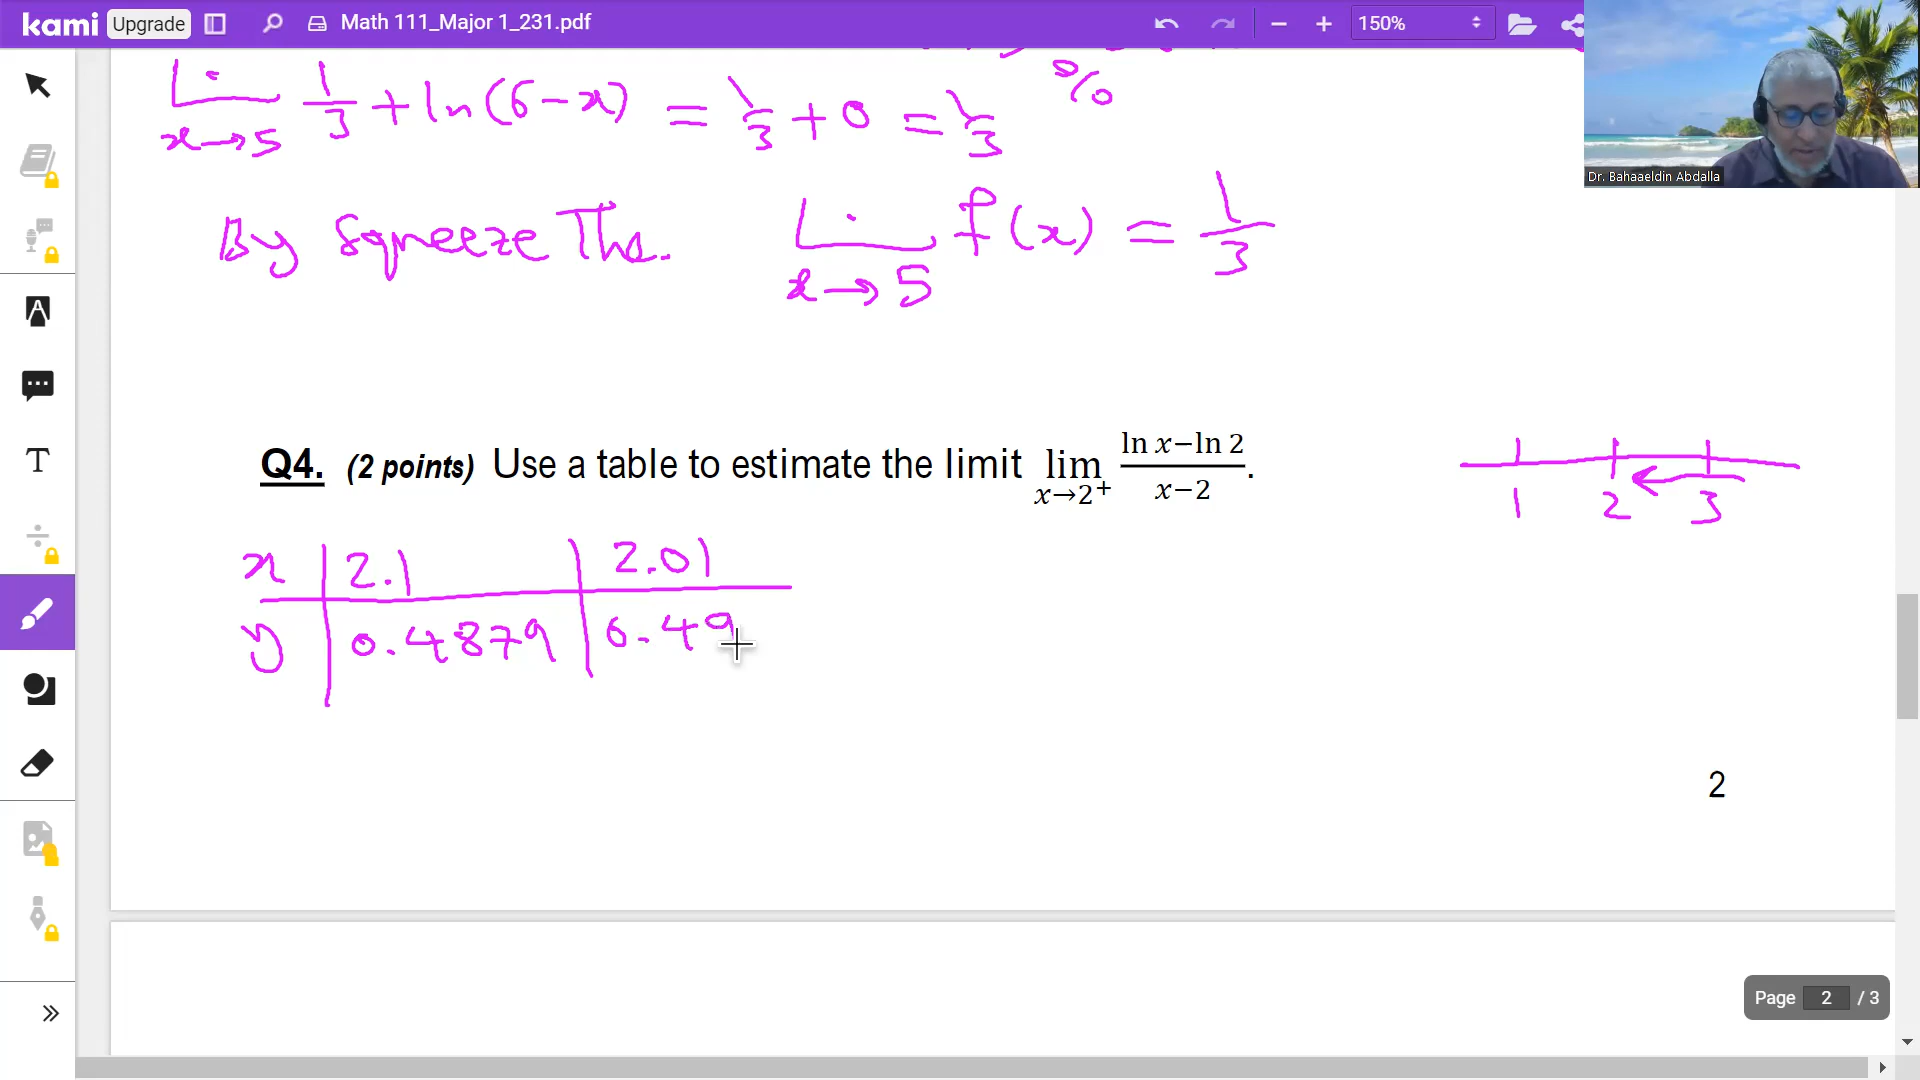 kami Upgrade Math 111_Major 1_231.pdf 150%
Dr. Bahaaeldin Abdalla
%
Lim x→5 1/3 + ln(6-x) = 1/3 + 0 = 1/3
By Squeeze Thm. Lim x→5 f(x) = 1/3
Q4. (2 points) Use a table to estimate the limit lim x→2⁺ (ln x−ln 2)/(x−2).
1 2 3
x | 2.1 | 2.01
y | 0.4879 | 0.49
2
Page 2 / 3
T